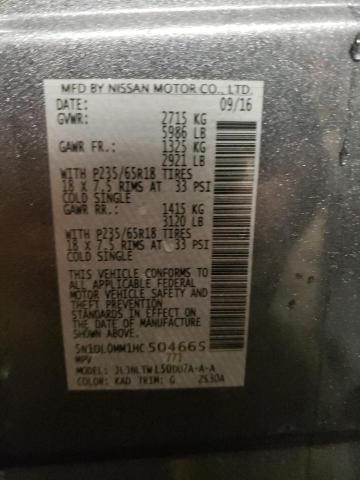 MFD BY NISSAN MOTOR CO., LTD.
DATE: 09/16
GVWR: 2715 KG
5986 LB
GAWR FR.: 1325 KG
2921 LB
WITH P235/65R18 TIRES
18 X 7.5 RIMS AT 33 PSI
COLD SINGLE
GAWR RR.: 1415 KG
3120 LB
WITH P235/65R18 TIRES
18 X 7.5 RIMS AT 33 PSI
COLD SINGLE
THIS VEHICLE CONFORMS TO
ALL APPLICABLE FEDERAL
MOTOR VEHICLE SAFETY AND
THEFT PREVENTION
STANDARDS IN EFFECT ON
THE DATE OF MANUFACTURE
SHOWN ABOVE.
5N1DL0MM1HC504665
771
MODEL:
COLOR: KAD TRIM: G